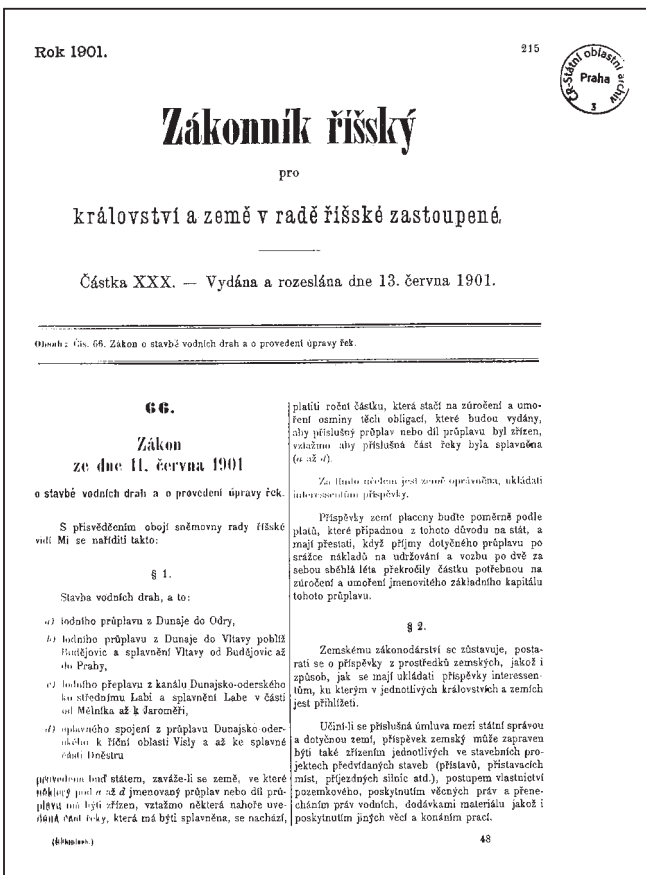 Rok 1901.
215
ČR-Státní oblastní archiv
Praha
3
Zákonník říšský
pro
království a země v radě říšské zastoupené.
Částka XXX. — Vydána a rozeslána dne 13. června 1901.
Obsah: Čís. 66. Zákon o stavbě vodních drah a o provedení úpravy řek.
66.
Zákon
ze dne 11. června 1901
o stavbě vodních drah a o provedení úpravy řek.
S přisvědčením obojí sněmovny rady říšské
vidí Mi se naříditi takto:
§ 1.
Stavba vodních drah, a to:
a) lodního průplavu z Dunaje do Odry,
b) lodního průplavu z Dunaje do Vltavy poblíž
Budějovic a splavnění Vltavy od Budějovic až
do Prahy,
c) lodního přeplavu z kanálu Dunajsko-oderského
ku střednímu Labi a splavnění Labe v části
od Mělníka až k Jaroměři,
d) splavného spojení z průplavu Dunajsko-oder-
ského k říční oblasti Visly a až ke splavné
části Dněstru
provedena buď státem, zaváže-li se země, ve které
některý pod a až d jmenovaný průplav nebo díl prů-
plavu má býti zřízen, vztažmo některá nahoře uve-
dená část řeky, která má býti splavněna, se nachází,
platiti roční částku, která stačí na zúročení a umo-
ření osminy těch obligací, které budou vydány,
aby příslušný průplav nebo díl průplavu byl zřízen,
vztažmo aby příslušná část řeky byla splavněna
(a až d).
Za tímto účelem jest země oprávněna, ukládati
interessentům příspěvky.
Příspěvky zemí placeny buďte poměrně podle
platů, které připadnou z tohoto důvodu na stát, a
mají přestati, když příjmy dotyčného průplavu po
srážce nákladů na udržování a vozbu po dvě za
sebou sběhlá léta překročily částku potřebnou na
zúročení a umoření jmenovitého základního kapitálu
tohoto průplavu.
§ 2.
Zemskému zákonodárství se zůstavuje, posta-
rati se o příspěvky z prostředků zemských, jakož i
způsob, jak se mají ukládati příspěvky interessen-
tům, ku kterým v jednotlivých královstvích a zemích
jest přihlížeti.
Učiní-li se příslušná úmluva mezi státní správou
a dotyčnou zemí, příspěvek zemský může zapraven
býti také zřízením jednotlivých ve stavebních pro-
jektech předvídaných staveb (přístavů, přístavacích
míst, příjezdných silnic atd.), postupem vlastnictví
pozemkového, poskytnutím věcných práv a přene-
cháním práv vodních, dodávkami materiálu jakož i
poskytnutím jiných věcí a konáním prací.
48